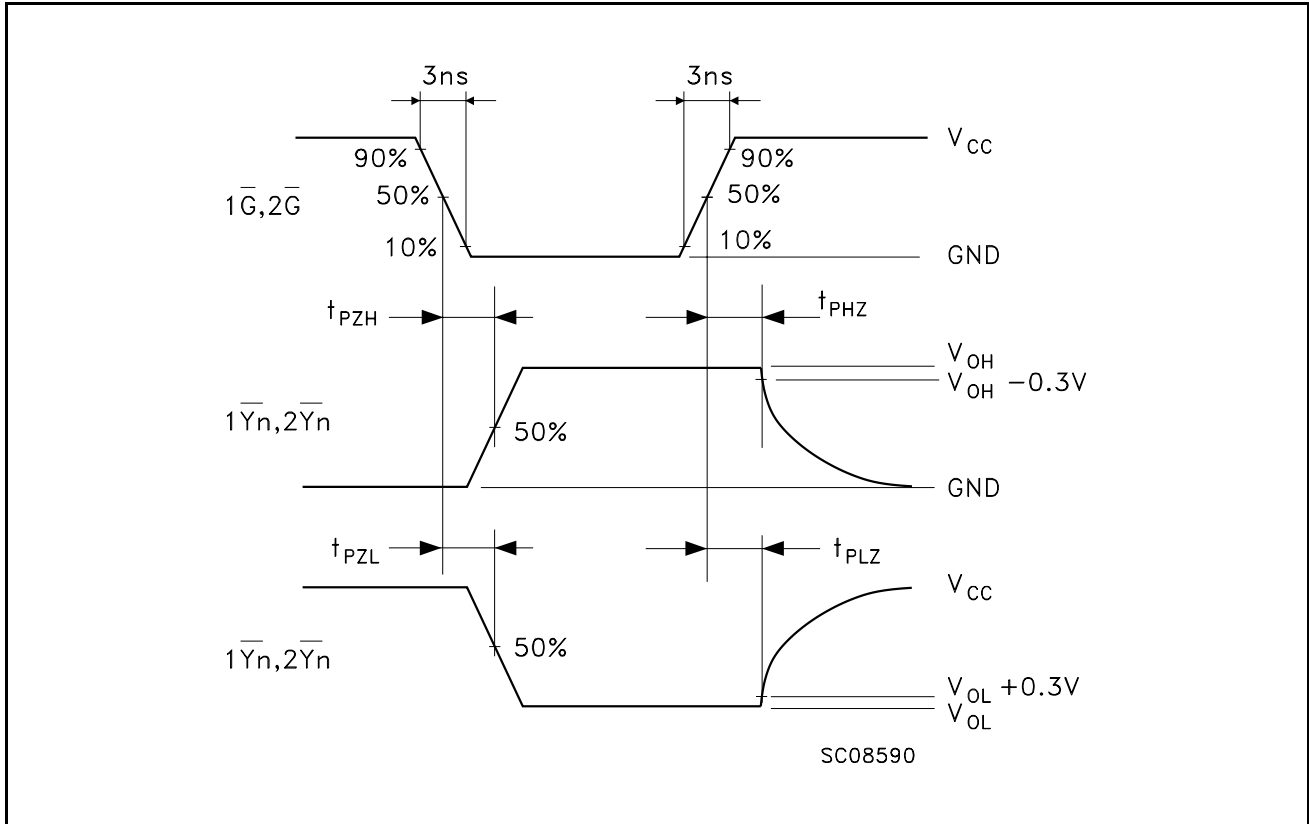 3ns 3ns
V_CC
90% 90%
50% 50%
1G̅,2G̅
10% 10%
GND
t_PZH t_PHZ
V_OH
V_OH −0.3V
1Y̅n̅,2Y̅n̅
50%
GND
t_PZL t_PLZ
V_CC
50%
1Y̅n̅,2Y̅n̅
V_OL +0.3V
V_OL
SC08590